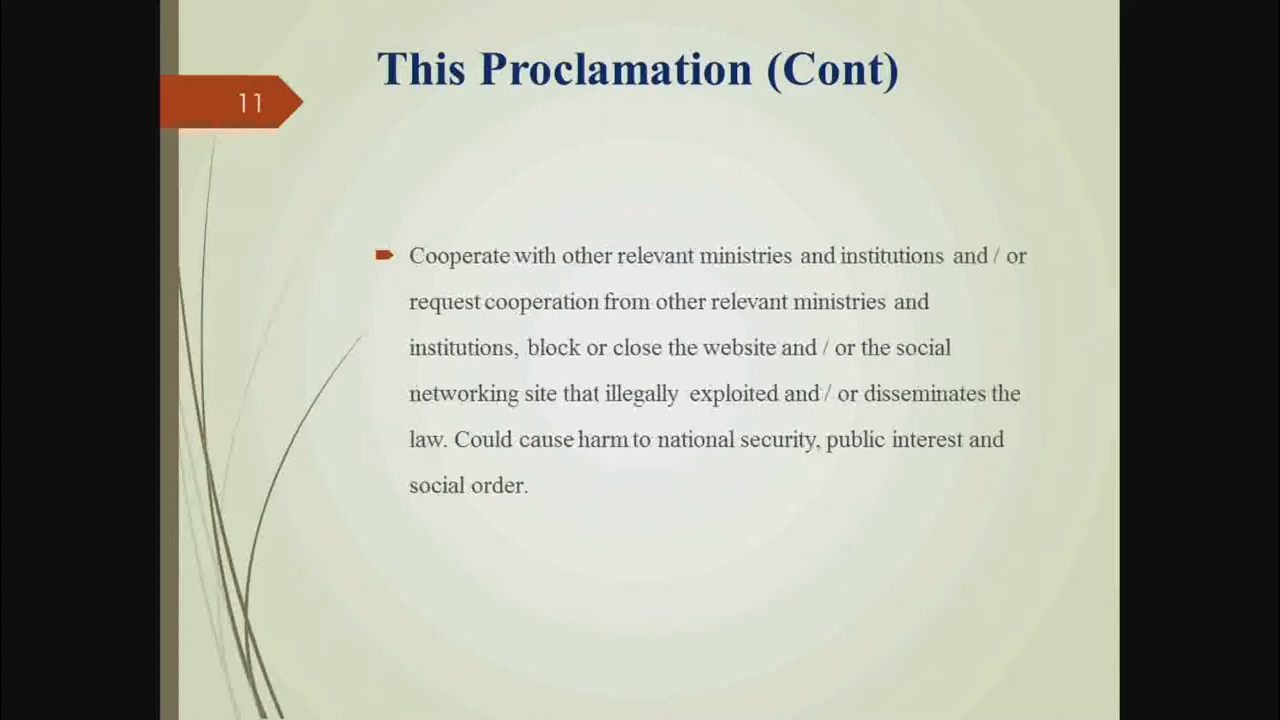 This Proclamation (Cont)
11
Cooperate with other relevant ministries and institutions and / or
request cooperation from other relevant ministries and
institutions, block or close the website and / or the social
networking site that illegally exploited and / or disseminates the
law. Could cause harm to national security, public interest and
social order.